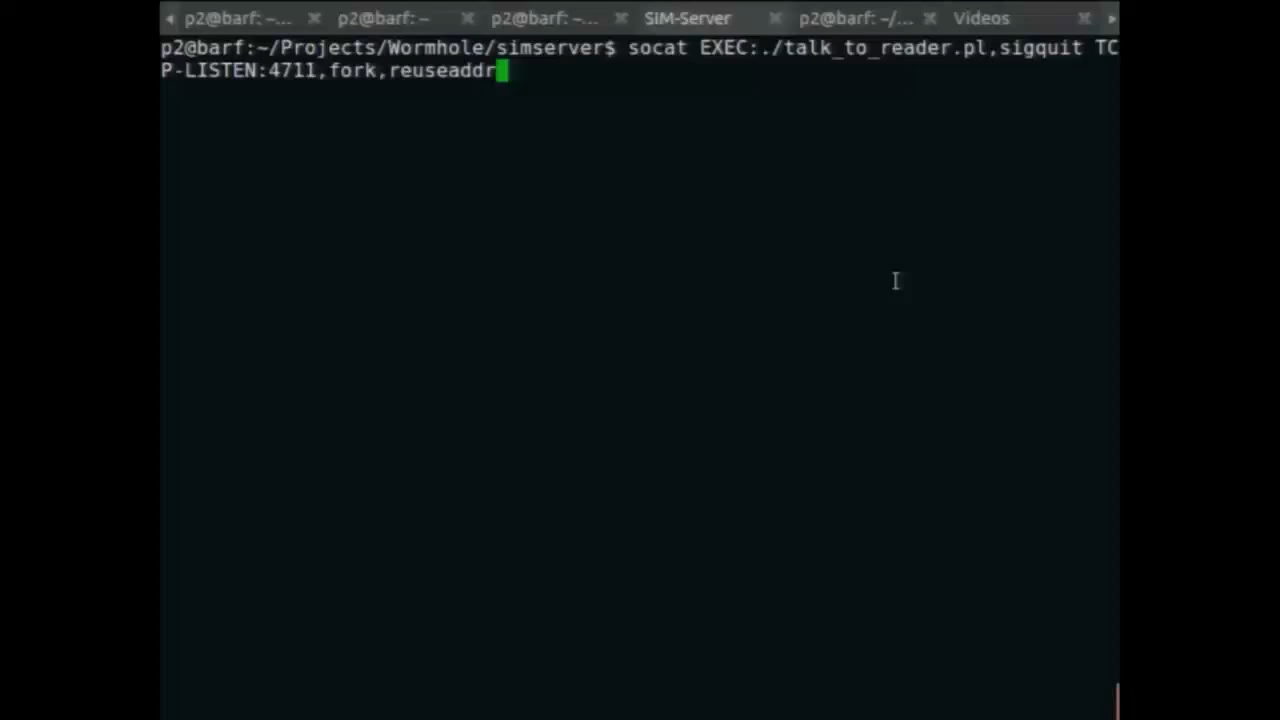 p2@barf: ~... p2@barf: ~ p2@barf: ~... SIM-Server p2@barf: ~/... Videos
p2@barf:~/Projects/Wormhole/simserver$ socat EXEC:./talk_to_reader.pl,sigquit TC
P-LISTEN:4711,fork,reuseaddr